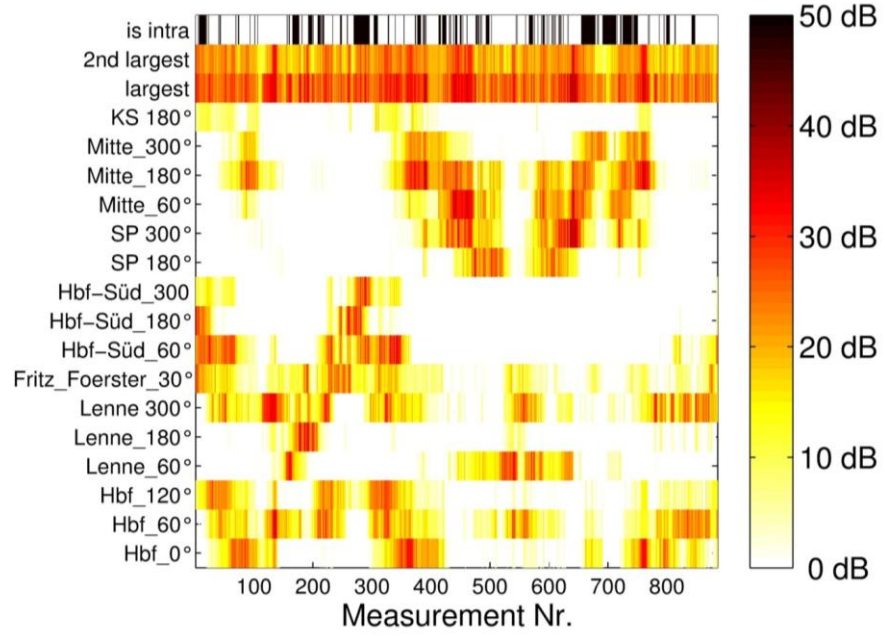 is intra
2nd largest
largest
KS 180°
Mitte_300°
Mitte_180°
Mitte_60°
SP 300°
SP 180°
Hbf−Süd_300
Hbf−Süd_180°
Hbf−Süd_60°
Fritz_Foerster_30°
Lenne 300°
Lenne_180°
Lenne_60°
Hbf_120°
Hbf_60°
Hbf_0°
100 200 300 400 500 600 700 800
Measurement Nr.
50 dB
40 dB
30 dB
20 dB
10 dB
0 dB